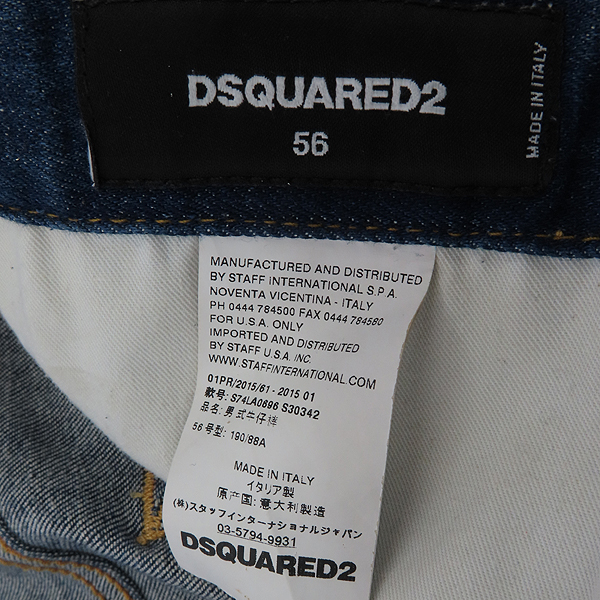 DSQUARED2
56
MADE IN ITALY
MANUFACTURED AND DISTRIBUTED
BY STAFF INTERNATIONAL S.P.A.
NOVENTA VICENTINA - ITALY
PH 0444 784500 FAX 0444 784560
FOR U.S.A. ONLY
IMPORTED AND DISTRIBUTED
BY STAFF U.S.A. INC.
WWW.STAFFINTERNATIONAL.COM
01PR/2015/61 - 2015 01
款号: S74LA0696 S30342
品名: 男式牛仔裤
56 号型: 190/88A
MADE IN ITALY
イタリア製
原产国: 意大利製造
(株)スタッフインターナショナルジャパン
03-5794-9931
DSQUARED2